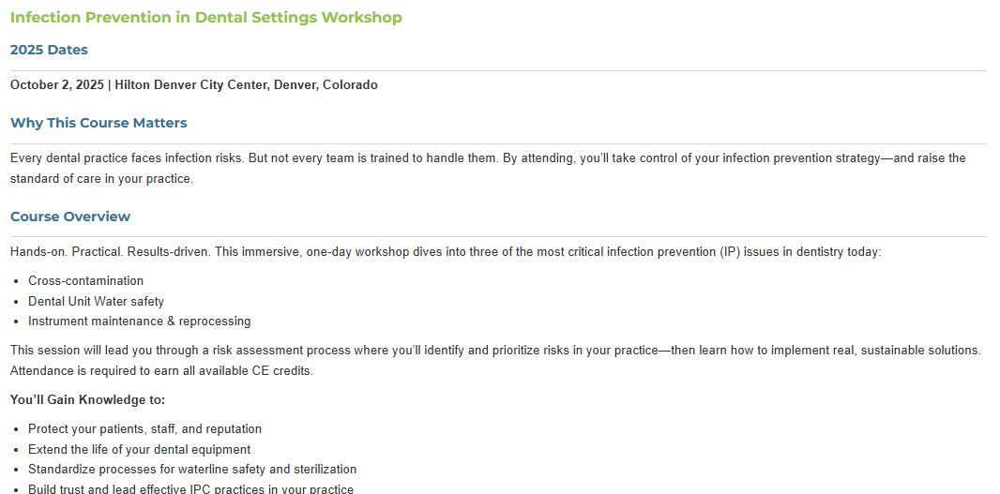 Infection Prevention in Dental Settings Workshop
2025 Dates
October 2, 2025 | Hilton Denver City Center, Denver, Colorado
Why This Course Matters
Every dental practice faces infection risks. But not every team is trained to handle them. By attending, you'll take control of your infection prevention strategy—and raise the
standard of care in your practice.
Course Overview
Hands-on. Practical. Results-driven. This immersive, one-day workshop dives into three of the most critical infection prevention (IP) issues in dentistry today:
• Cross-contamination
• Dental Unit Water safety
• Instrument maintenance & reprocessing
This session will lead you through a risk assessment process where you'll identify and prioritize risks in your practice—then learn how to implement real, sustainable solutions.
Attendance is required to earn all available CE credits.
You'll Gain Knowledge to:
• Protect your patients, staff, and reputation
• Extend the life of your dental equipment
• Standardize processes for waterline safety and sterilization
• Build trust and lead effective IPC practices in your practice